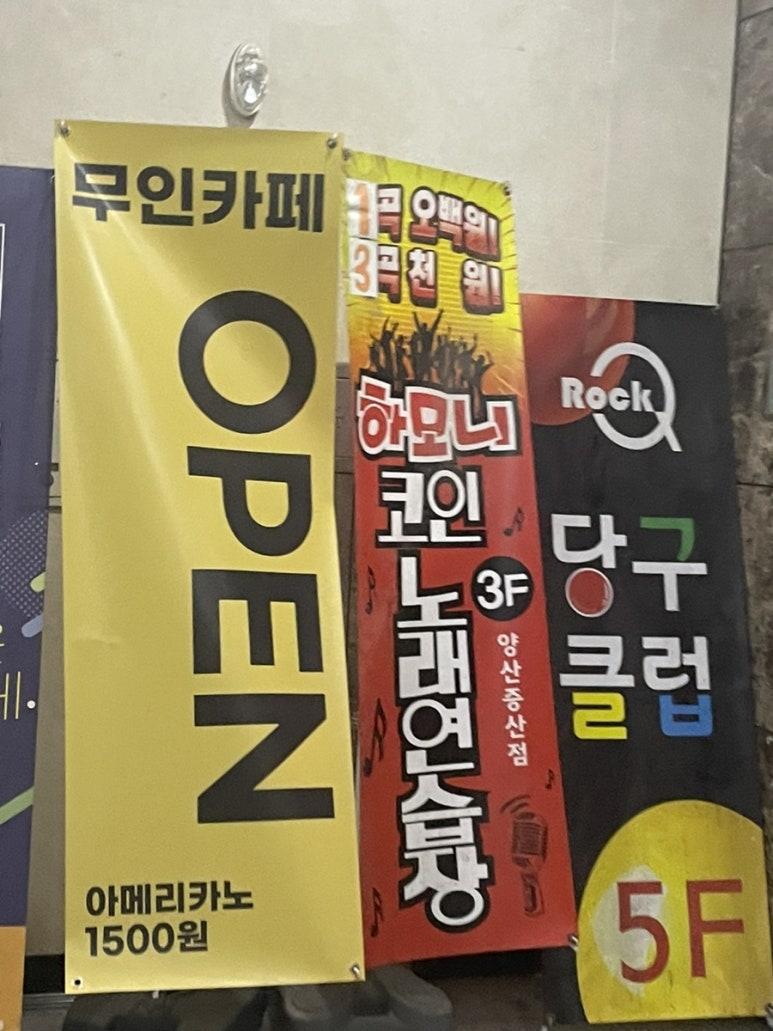 무인카페
OPEN
아메리카노
1500원
1곡 오백원!
3곡 천 원!
하모니
코인
노래연습장
3F
양산증산점
Rock
당구
클럽
5F